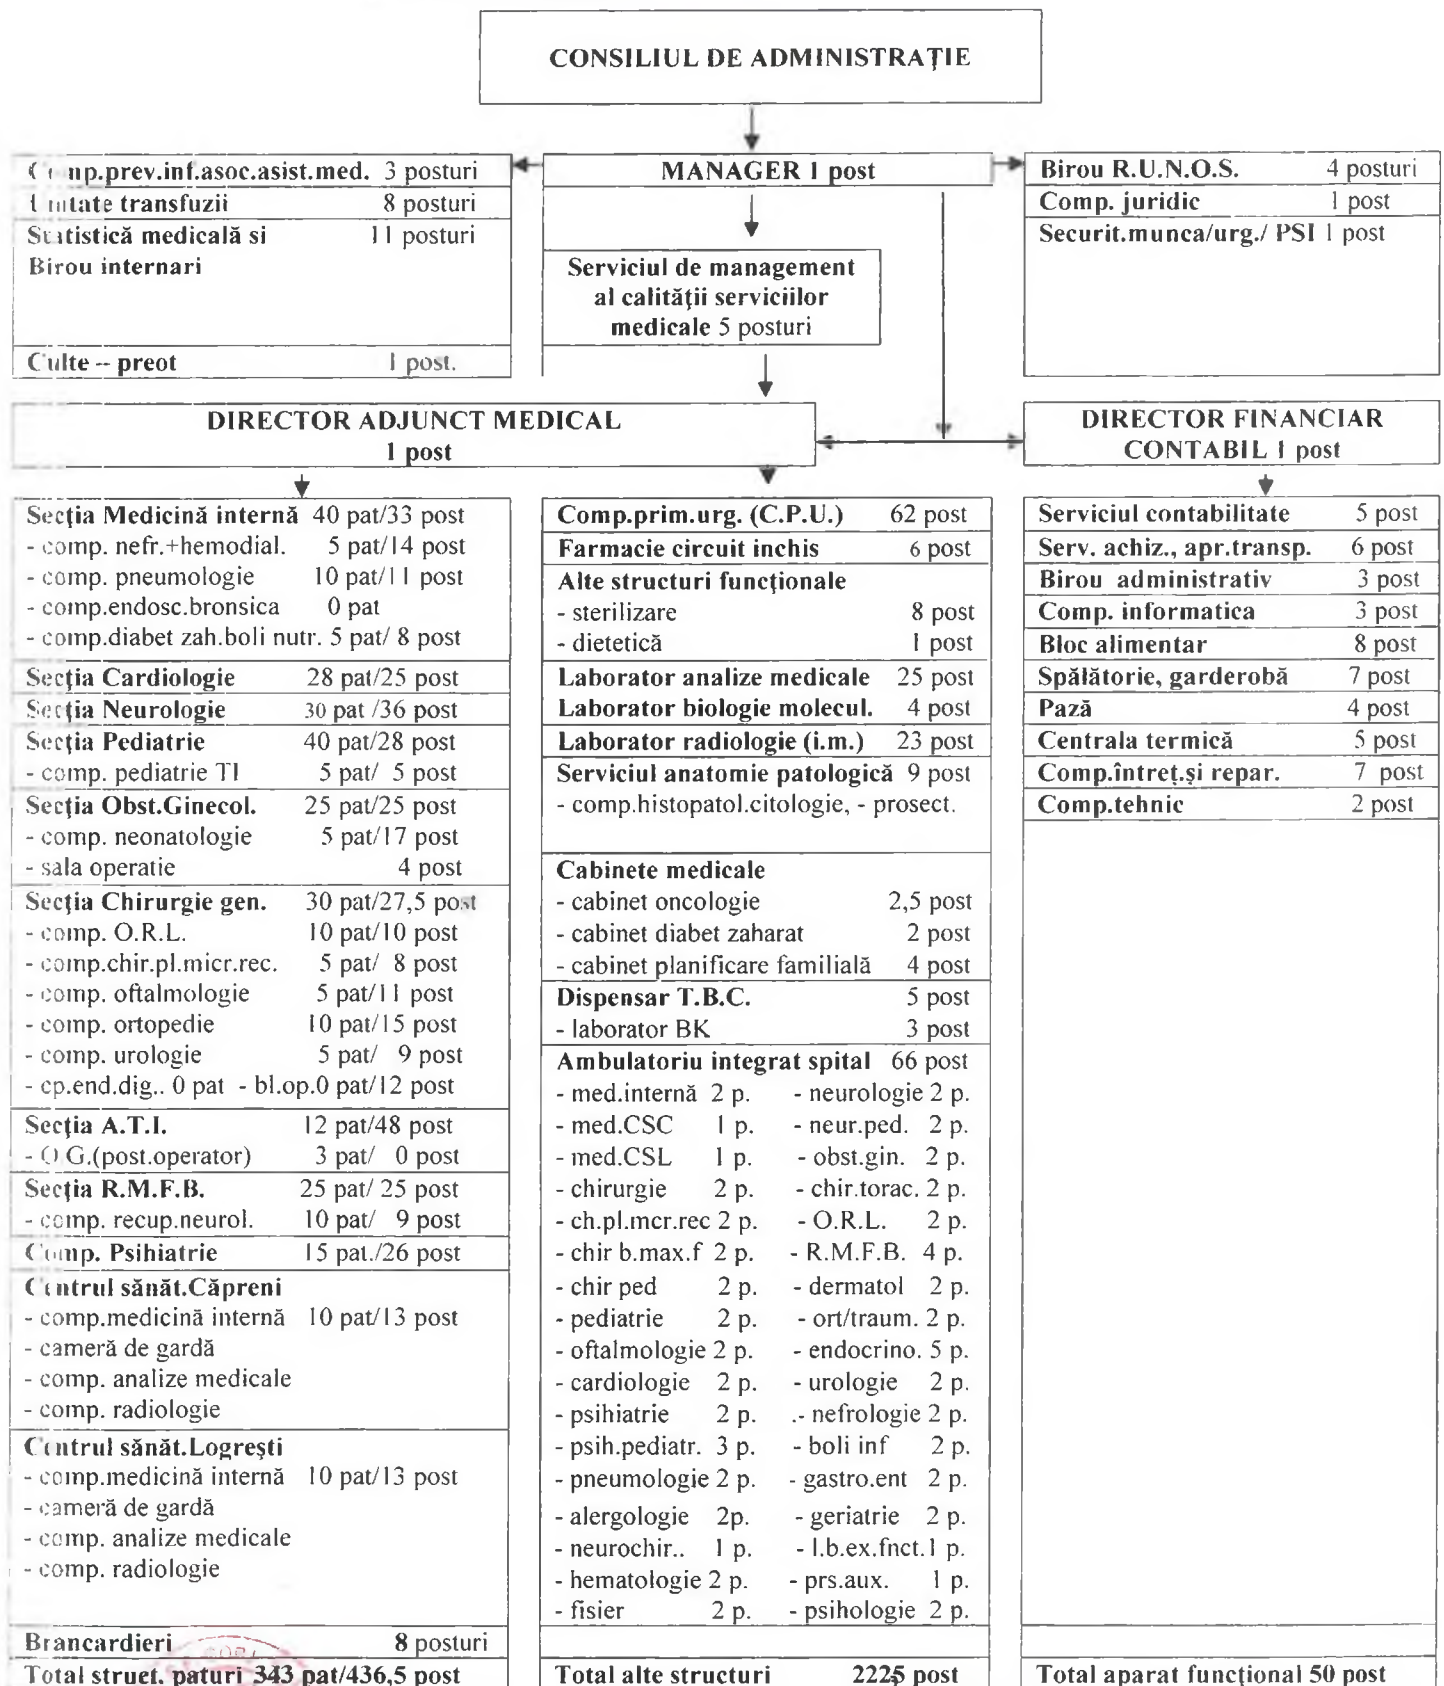 CONSILIUL DE ADMINISTRAŢIE
MANAGER 1 post
Comp.prev.inf.asoc.asist.med. 3 posturi
Unitate transfuzii 8 posturi
Statistică medicală si 11 posturi
Birou internari
Culte – preot 1 post.
Birou R.U.N.O.S. 4 posturi
Comp. juridic 1 post
Securit.munca/urg./ PSI 1 post
Serviciul de management
al calităţii serviciilor
medicale 5 posturi
DIRECTOR ADJUNCT MEDICAL
1 post
DIRECTOR FINANCIAR
CONTABIL 1 post
Secţia Medicină internă 40 pat/33 post
- comp. nefr.+hemodial. 5 pat/14 post
- comp. pneumologie 10 pat/11 post
- comp.endosc.bronsica 0 pat
- comp.diabet zah.boli nutr. 5 pat/ 8 post
Secţia Cardiologie 28 pat/25 post
Secţia Neurologie 30 pat /36 post
Secţia Pediatrie 40 pat/28 post
- comp. pediatrie TI 5 pat/ 5 post
Secţia Obst.Ginecol. 25 pat/25 post
- comp. neonatologie 5 pat/17 post
- sala operatie 4 post
Secţia Chirurgie gen. 30 pat/27,5 post
- comp. O.R.L. 10 pat/10 post
- comp.chir.pl.micr.rec. 5 pat/ 8 post
- comp. oftalmologie 5 pat/11 post
- comp. ortopedie 10 pat/15 post
- comp. urologie 5 pat/ 9 post
- cp.end.dig.. 0 pat - bl.op.0 pat/12 post
Secţia A.T.I. 12 pat/48 post
- O.G.(post.operator) 3 pat/ 0 post
Secţia R.M.F.B. 25 pat/ 25 post
- comp. recup.neurol. 10 pat/ 9 post
Comp. Psihiatrie 15 pat./26 post
Centrul sănăt.Căpreni
- comp.medicină internă 10 pat/13 post
- cameră de gardă
- comp. analize medicale
- comp. radiologie
Centrul sănăt.Logreşti
- comp.medicină internă 10 pat/13 post
- cameră de gardă
- comp. analize medicale
- comp. radiologie
Brancardieri 8 posturi
Total struct. paturi 343 pat/436,5 post
Comp.prim.urg. (C.P.U.) 62 post
Farmacie circuit inchis 6 post
Alte structuri funcţionale
- sterilizare 8 post
- dietetică 1 post
Laborator analize medicale 25 post
Laborator biologie molecul. 4 post
Laborator radiologie (i.m.) 23 post
Serviciul anatomie patologică 9 post
- comp.histopatol.citologie, - prosect.
Cabinete medicale
- cabinet oncologie 2,5 post
- cabinet diabet zaharat 2 post
- cabinet planificare familială 4 post
Dispensar T.B.C. 5 post
- laborator BK 3 post
Ambulatoriu integrat spital 66 post
- med.internă 2 p. - neurologie 2 p.
- med.CSC 1 p. - neur.ped. 2 p.
- med.CSL 1 p. - obst.gin. 2 p.
- chirurgie 2 p. - chir.torac. 2 p.
- ch.pl.mcr.rec 2 p. - O.R.L. 2 p.
- chir b.max.f 2 p. - R.M.F.B. 4 p.
- chir ped 2 p. - dermatol 2 p.
- pediatrie 2 p. - ort/traum. 2 p.
- oftalmologie 2 p. - endocrino. 5 p.
- cardiologie 2 p. - urologie 2 p.
- psihiatrie 2 p. .- nefrologie 2 p.
- psih.pediatr. 3 p. - boli inf 2 p.
- pneumologie 2 p. - gastro.ent 2 p.
- alergologie 2p. - geriatrie 2 p.
- neurochir.. 1 p. - l.b.ex.fnct.1 p.
- hematologie 2 p. - prs.aux. 1 p.
- fisier 2 p. - psihologie 2 p.
Total alte structuri 2225 post
Serviciul contabilitate 5 post
Serv. achiz., apr.transp. 6 post
Birou administrativ 3 post
Comp. informatica 3 post
Bloc alimentar 8 post
Spălătorie, garderobă 7 post
Pază 4 post
Centrala termică 5 post
Comp.întreţ.şi repar. 7 post
Comp.tehnic 2 post
Total aparat funcţional 50 post